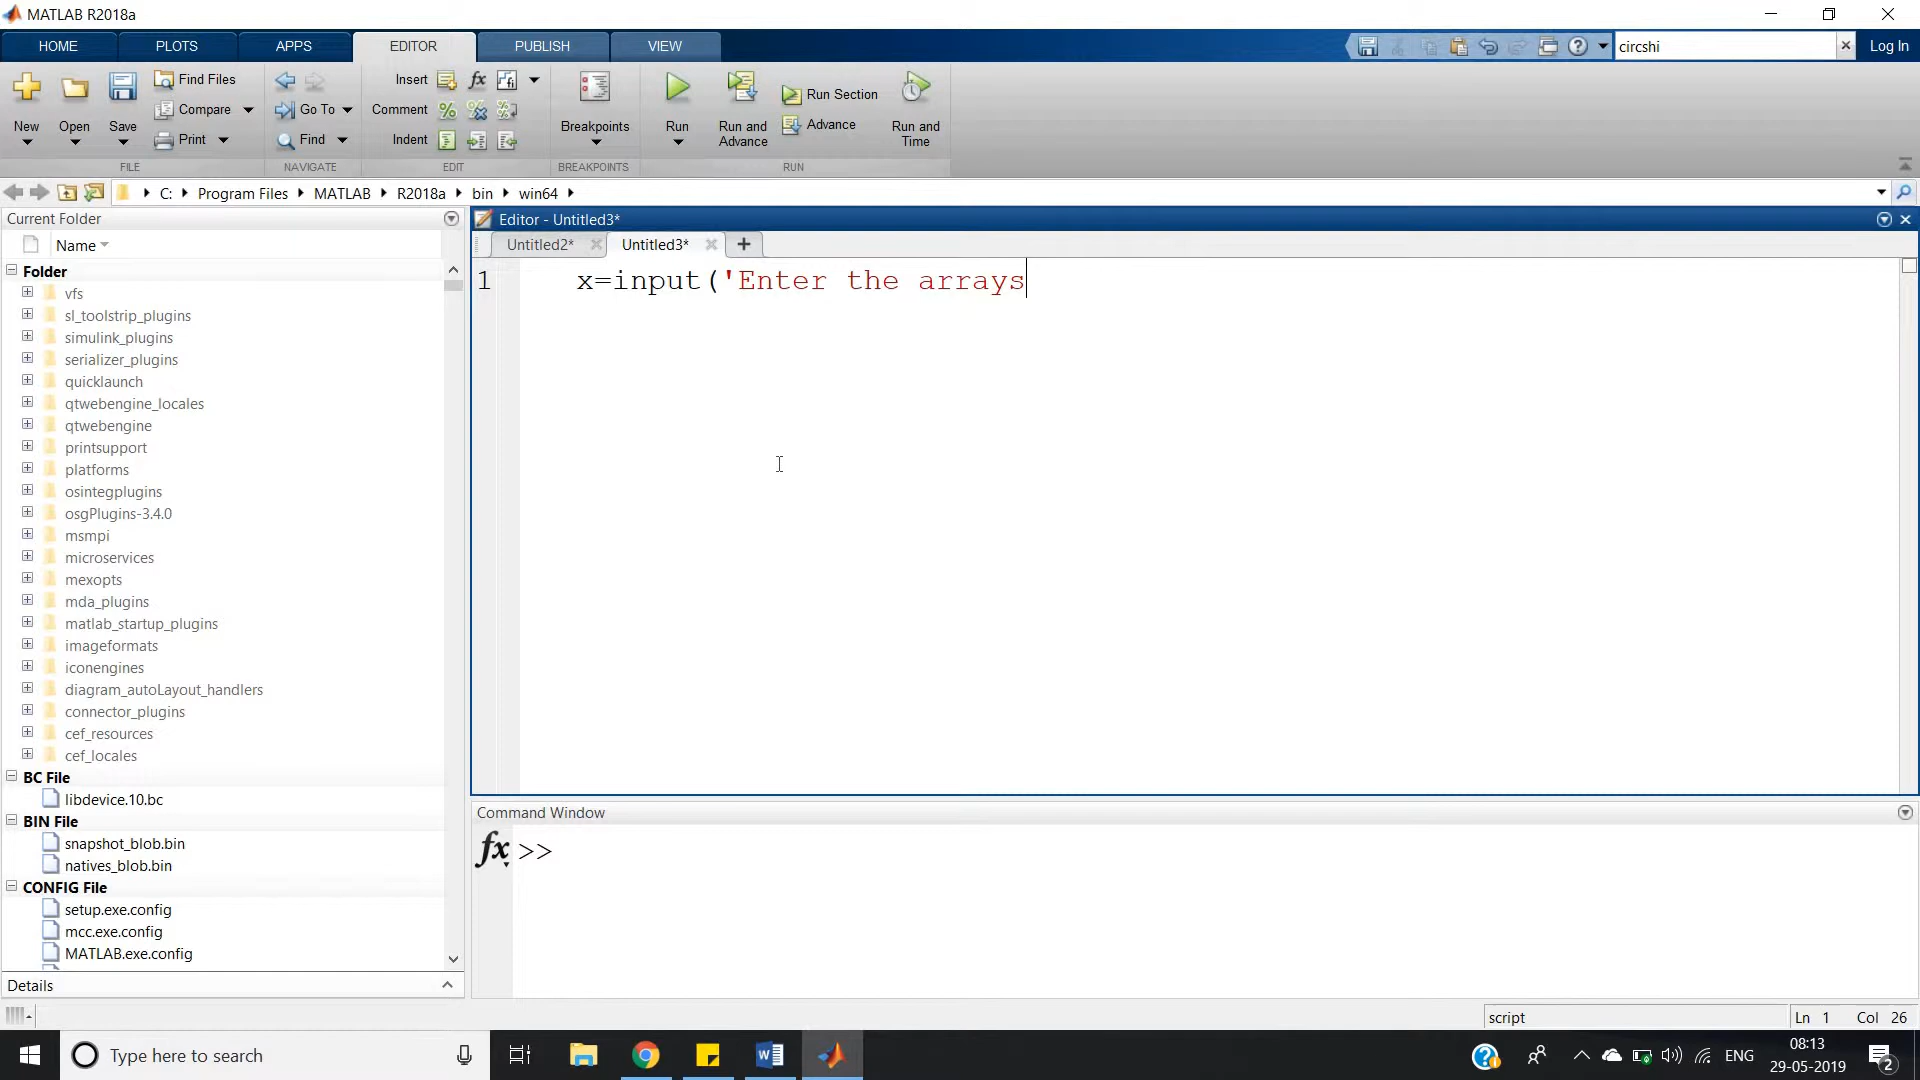 MATLAB R2018a
HOME PLOTS APPS EDITOR PUBLISH VIEW circshi Log In
New Open Save Find Files Compare Print
Go To Find
Insert fx Comment Indent
Breakpoints
Run Run and Advance Run Section Advance Run and Time
FILE NAVIGATE EDIT BREAKPOINTS RUN
C: Program Files MATLAB R2018a bin win64
Current Folder
Name
Folder
vfs
sl_toolstrip_plugins
simulink_plugins
serializer_plugins
quicklaunch
qtwebengine_locales
qtwebengine
printsupport
platforms
osintegplugins
osgPlugins-3.4.0
msmpi
microservices
mexopts
mda_plugins
matlab_startup_plugins
imageformats
iconengines
diagram_autoLayout_handlers
connector_plugins
cef_resources
cef_locales
BC File
libdevice.10.bc
BIN File
snapshot_blob.bin
natives_blob.bin
CONFIG File
setup.exe.config
mcc.exe.config
MATLAB.exe.config
Details
Editor - Untitled3*
Untitled2* Untitled3*
1 x=input('Enter the arrays
Command Window
fx >>
script Ln 1 Col 26
Type here to search
ENG
08:13
29-05-2019
2